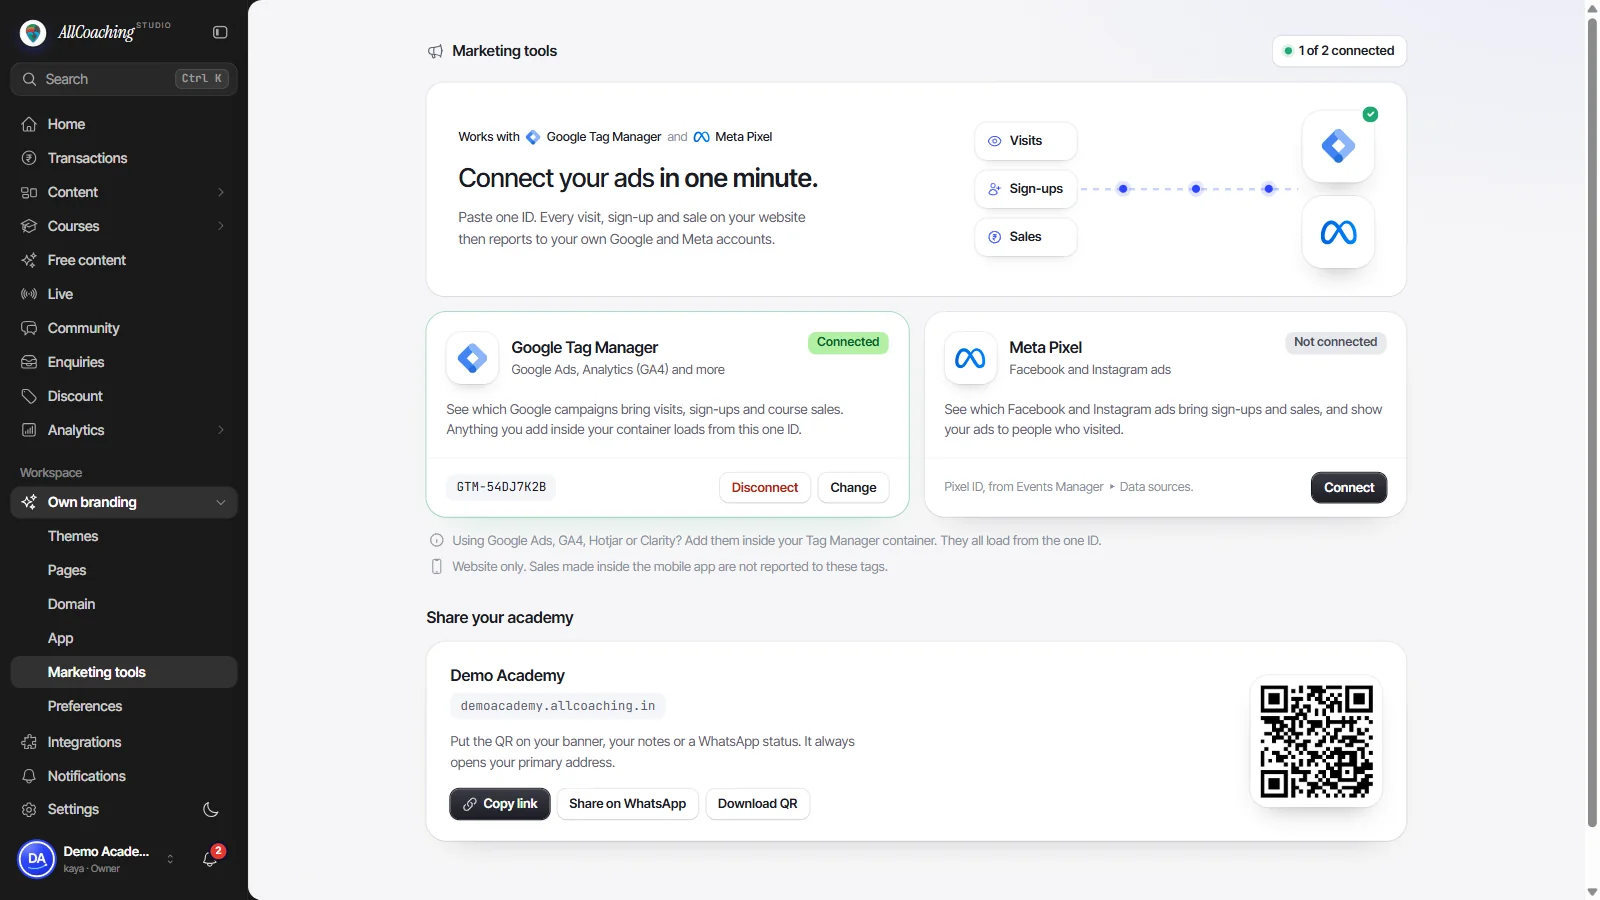 AllCoaching STUDIO
Search Ctrl K
Home
Transactions
Content
Courses
Free content
Live
Community
Enquiries
Discount
Analytics
Workspace
Own branding
Themes
Pages
Domain
App
Marketing tools
Preferences
Integrations
Notifications
Settings
DA Demo Acade... 2
kaya · Owner
Marketing tools
1 of 2 connected
Works with Google Tag Manager and Meta Pixel
Connect your ads in one minute.
Paste one ID. Every visit, sign-up and sale on your website
then reports to your own Google and Meta accounts.
Visits
Sign-ups
Sales
Google Tag Manager
Connected
Google Ads, Analytics (GA4) and more
See which Google campaigns bring visits, sign-ups and course sales.
Anything you add inside your container loads from this one ID.
GTM-54DJ7K2B
Disconnect
Change
Meta Pixel
Not connected
Facebook and Instagram ads
See which Facebook and Instagram ads bring sign-ups and sales, and show
your ads to people who visited.
Pixel ID, from Events Manager ▸ Data sources.
Connect
Using Google Ads, GA4, Hotjar or Clarity? Add them inside your Tag Manager container. They all load from the one ID.
Website only. Sales made inside the mobile app are not reported to these tags.
Share your academy
Demo Academy
demoacademy.allcoaching.in
Put the QR on your banner, your notes or a WhatsApp status. It always
opens your primary address.
Copy link
Share on WhatsApp
Download QR